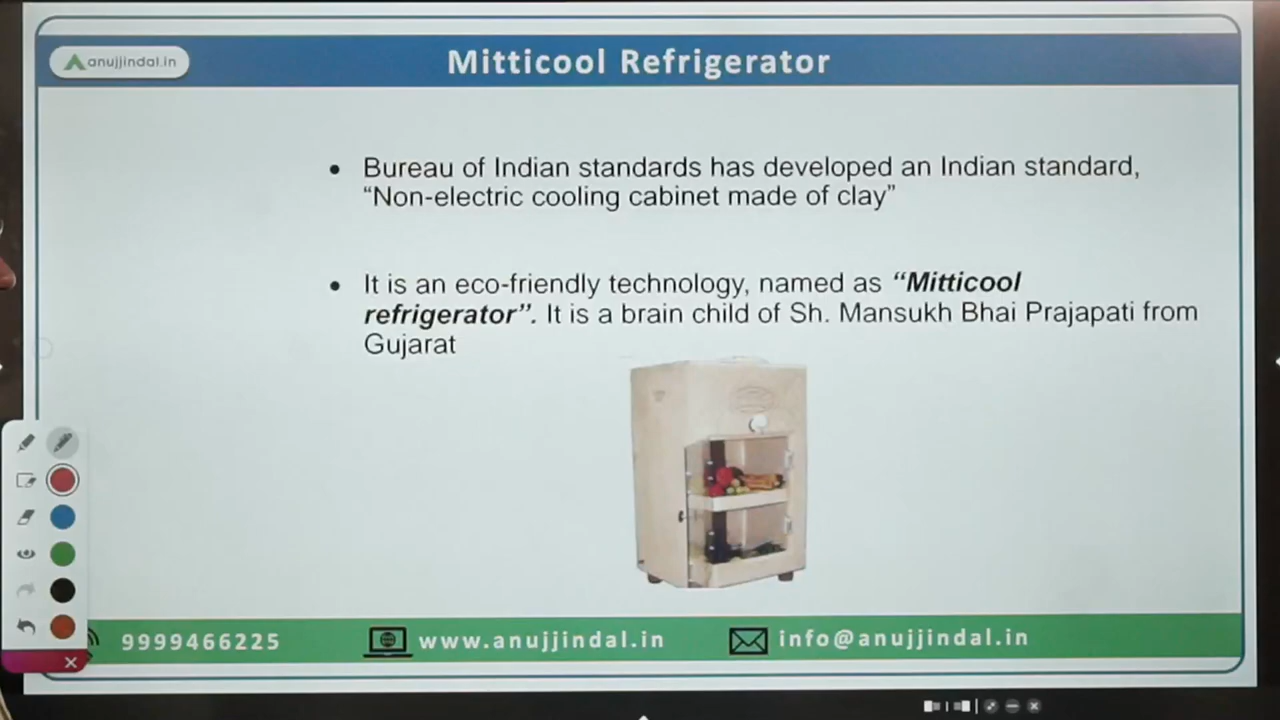 anujjindal.in
Mitticool Refrigerator
• Bureau of Indian standards has developed an Indian standard,
“Non-electric cooling cabinet made of clay”
• It is an eco-friendly technology, named as “Mitticool
refrigerator”. It is a brain child of Sh. Mansukh Bhai Prajapati from
Gujarat
9999466225
www.anujjindal.in
info@anujjindal.in